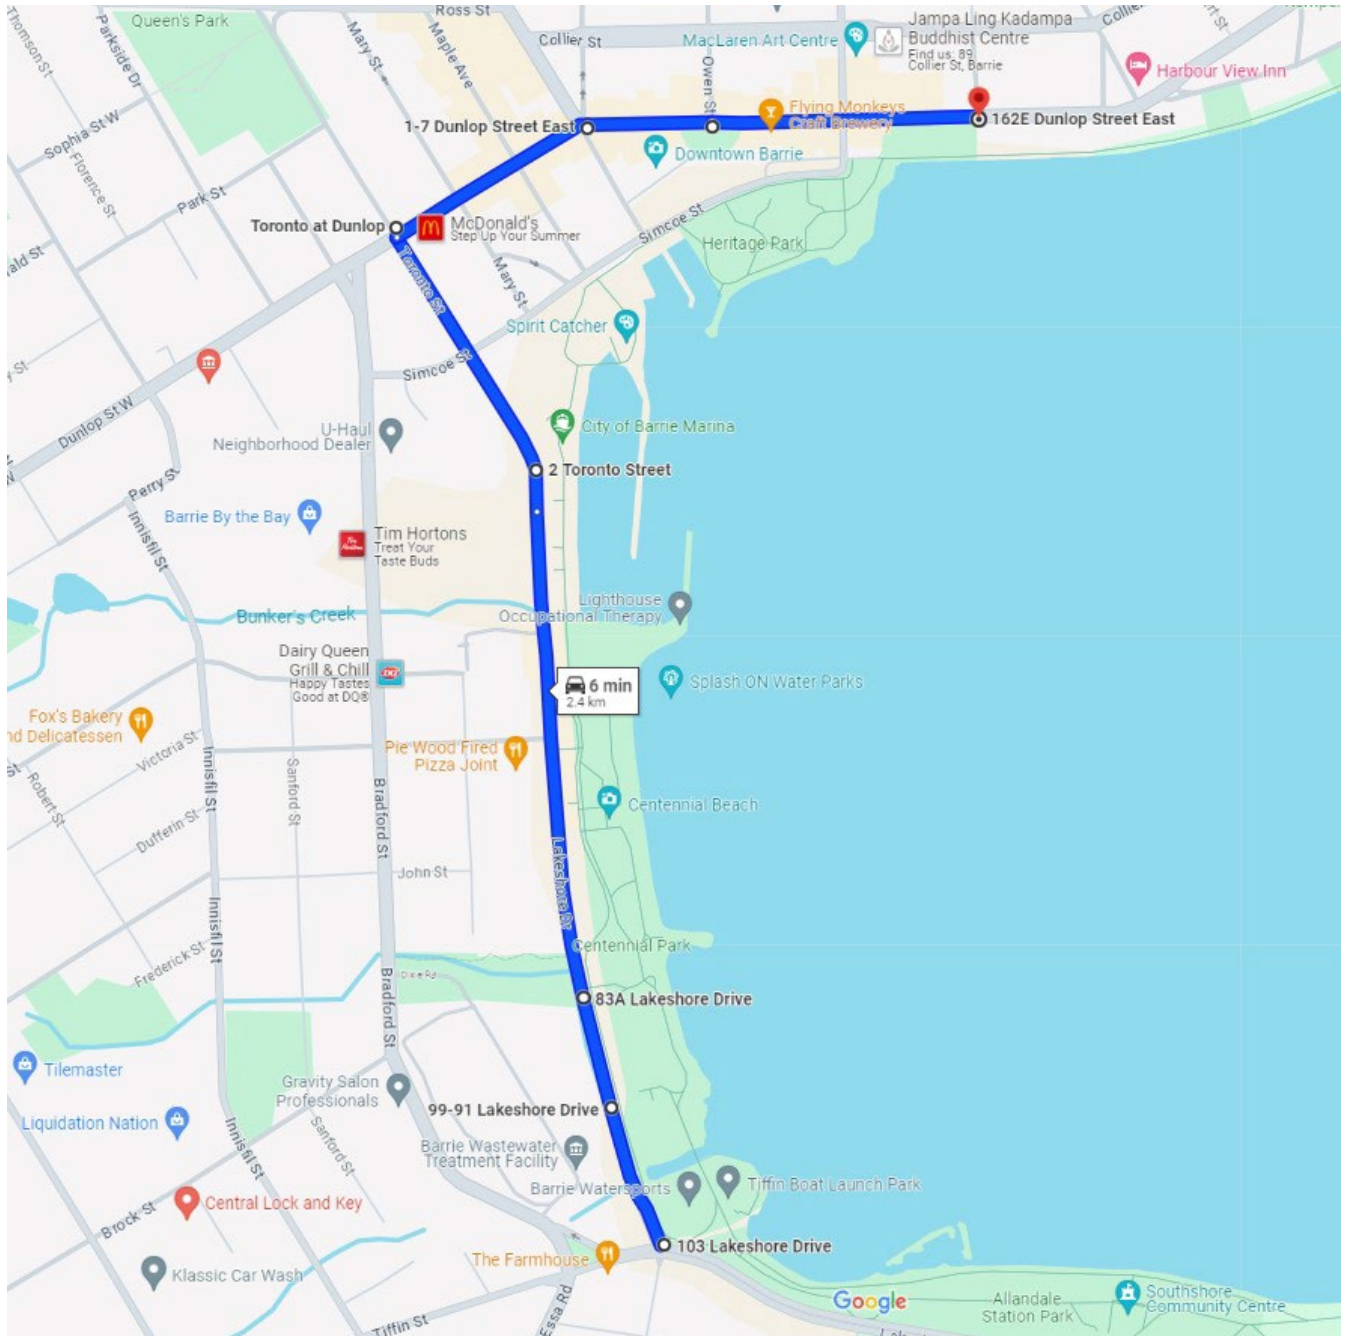 Ross St
Queen's Park
Thomson St
Parkside Dr
Mary St
Maple Ave
Collier St
MacLaren Art Centre
Jampa Ling Kadampa
Buddhist Centre
Find us: 89
Collier St, Barrie
Collier
Harbour View Inn
Owen St
Flying Monkeys
Craft Brewery
162E Dunlop Street East
1-7 Dunlop Street East
Downtown Barrie
Sophia St W
Florence St
Park St
Toronto at Dunlop
McDonald's
Step Up Your Summer
Simcoe St
Heritage Park
ald St
Toronto St
Mary St
Spirit Catcher
Simcoe St
Dunlop St W
U-Haul
Neighborhood Dealer
City of Barrie Marina
2 Toronto Street
Perry St
Barrie By the Bay
Innisfil St
Tim Hortons
Treat Your
Taste Buds
Bunker's Creek
Lighthouse
Occupational Therapy
Dairy Queen
Grill & Chill
Happy Tastes
Good at DQ®
6 min
2.4 km
Splash ON Water Parks
Fox's Bakery
nd Delicatessen
Victoria St
Pie Wood Fired
Pizza Joint
Robert St
Innisfil St
Sanford St
Bradford St
Centennial Beach
Dufferin St
John St
Lakeshore Dr
Innisfil St
Frederick St
Centennial Park
Dixie Rd
Bradford St
83A Lakeshore Drive
Tilemaster
Gravity Salon
Professionals
99-91 Lakeshore Drive
Liquidation Nation
Innisfil St
Sanford St
Barrie Wastewater
Treatment Facility
Barrie Watersports
Tiffin Boat Launch Park
Brock St
Central Lock and Key
103 Lakeshore Drive
The Farmhouse
Klassic Car Wash
Essa Rd
Tiffin St
Google
Allandale
Station Park
Southshore
Community Centre